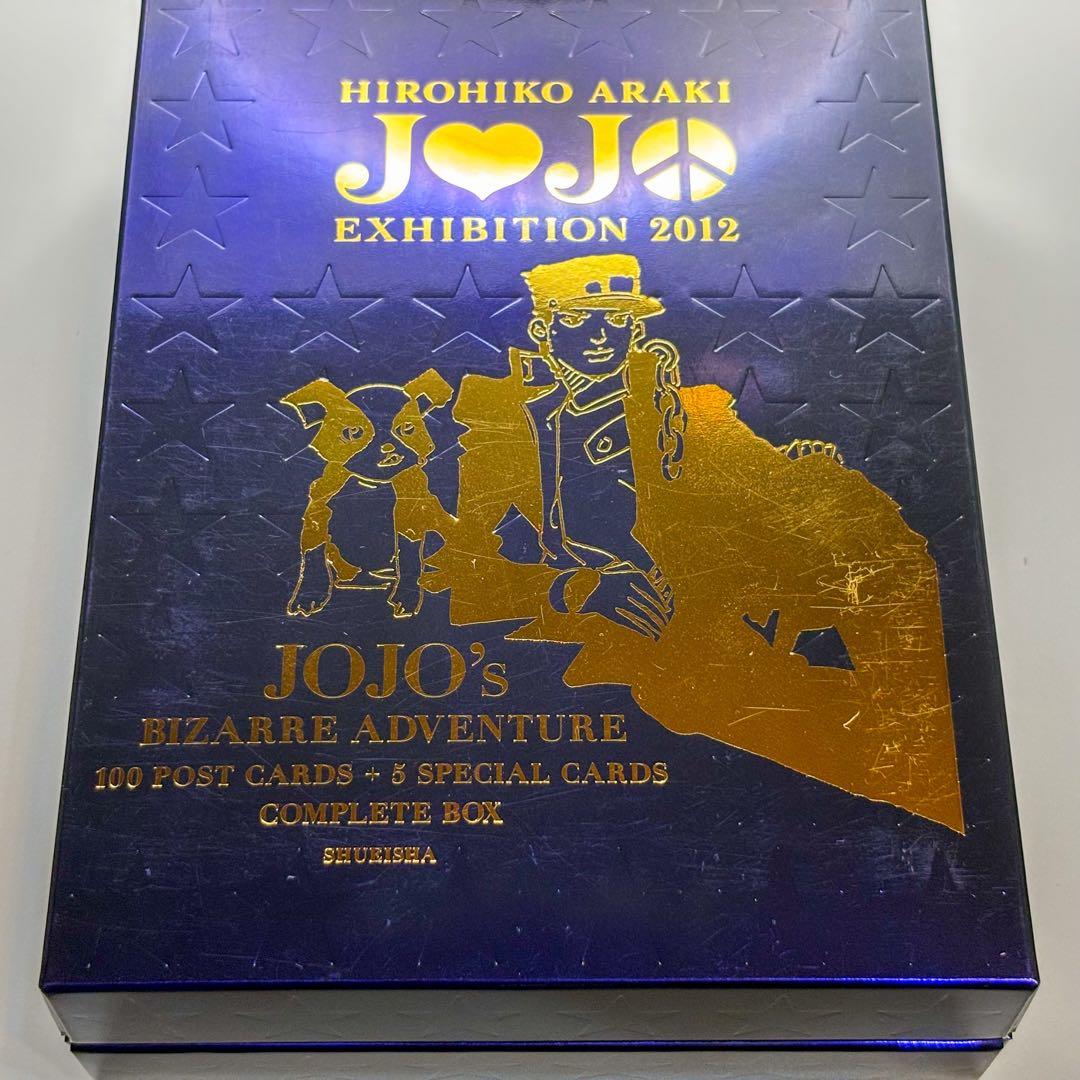 HIROHIKO ARAKI
JOJO
EXHIBITION 2012
JOJO's
BIZARRE ADVENTURE
100 POST CARDS + 5 SPECIAL CARDS
COMPLETE BOX
SHUEISHA